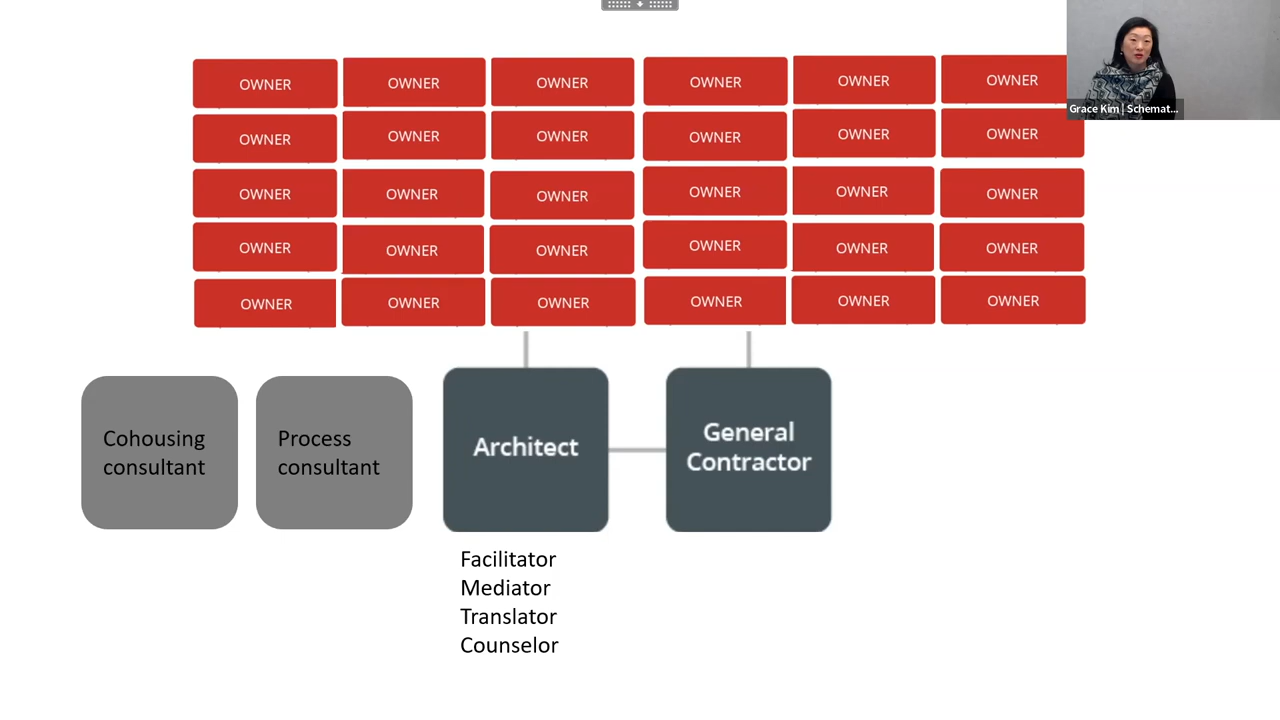 OWNER OWNER OWNER OWNER OWNER OWNER
OWNER OWNER OWNER OWNER OWNER OWNER
OWNER OWNER OWNER OWNER OWNER OWNER
OWNER OWNER OWNER OWNER OWNER OWNER
OWNER OWNER OWNER OWNER OWNER OWNER
Grace Kim | Schemat...
Cohousing
consultant
Process
consultant
Architect
General
Contractor
Facilitator
Mediator
Translator
Counselor